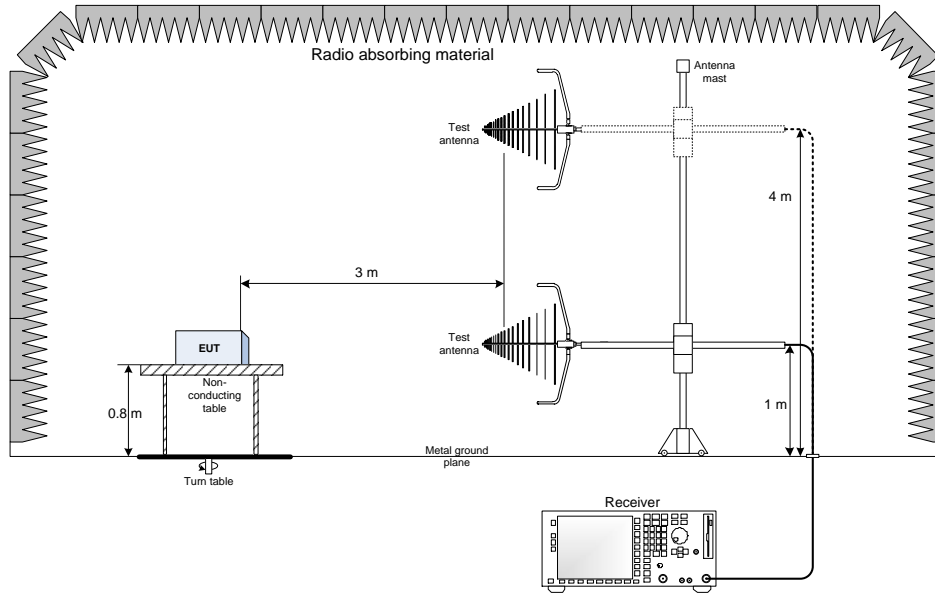 Radio absorbing material
Antenna
mast
Test
antenna
4 m
3 m
Test
antenna
EUT
Non-
conducting
table
0.8 m
1 m
Metal ground
plane
Turn table
Receiver